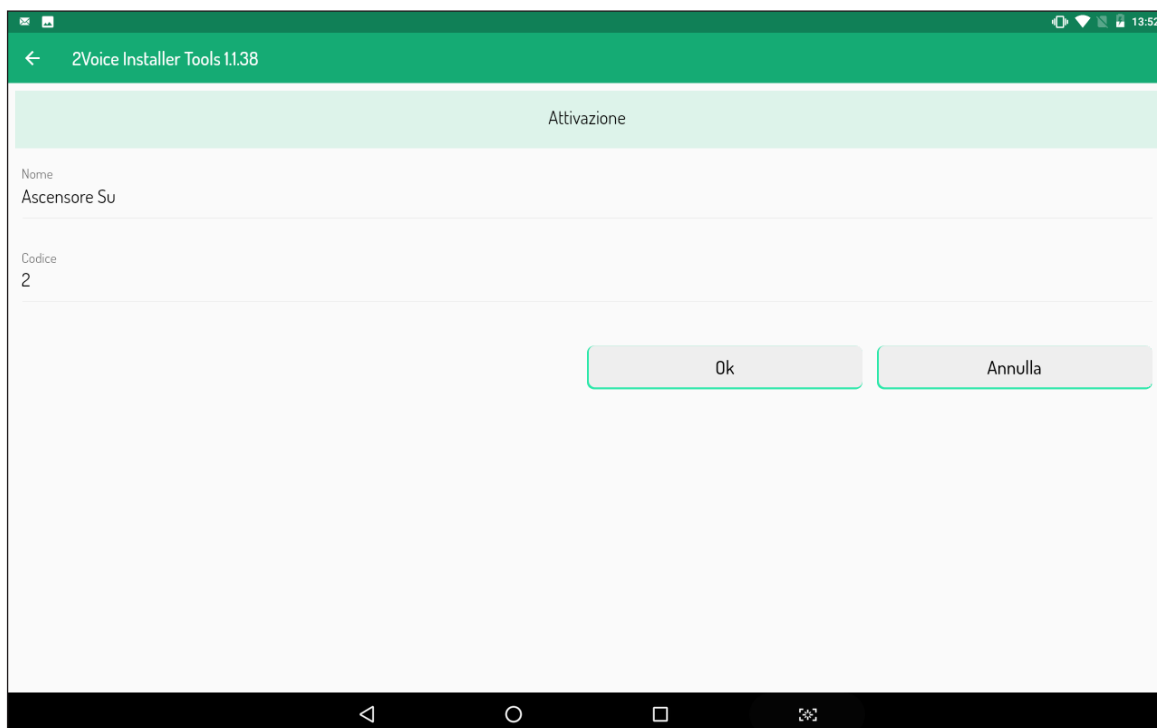 13:52
2Voice Installer Tools 1.1.38
Attivazione
Nome
Ascensore Su
Codice
2
Ok
Annulla